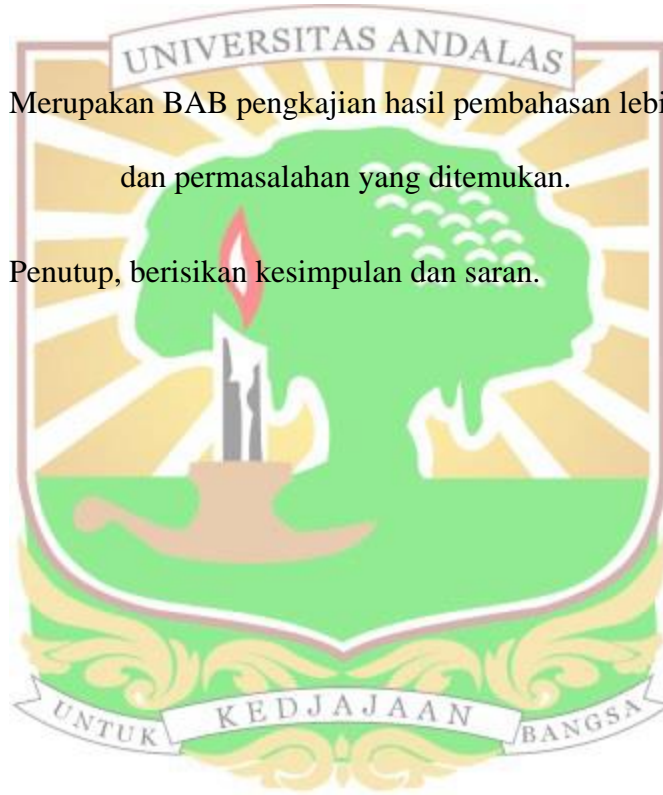 UNIVERSITAS ANDALAS
Merupakan BAB pengkajian hasil pembahasan lebi
dan permasalahan yang ditemukan.
Penutup, berisikan kesimpulan dan saran.
UNTUK KEDJAJAAN BANGSA